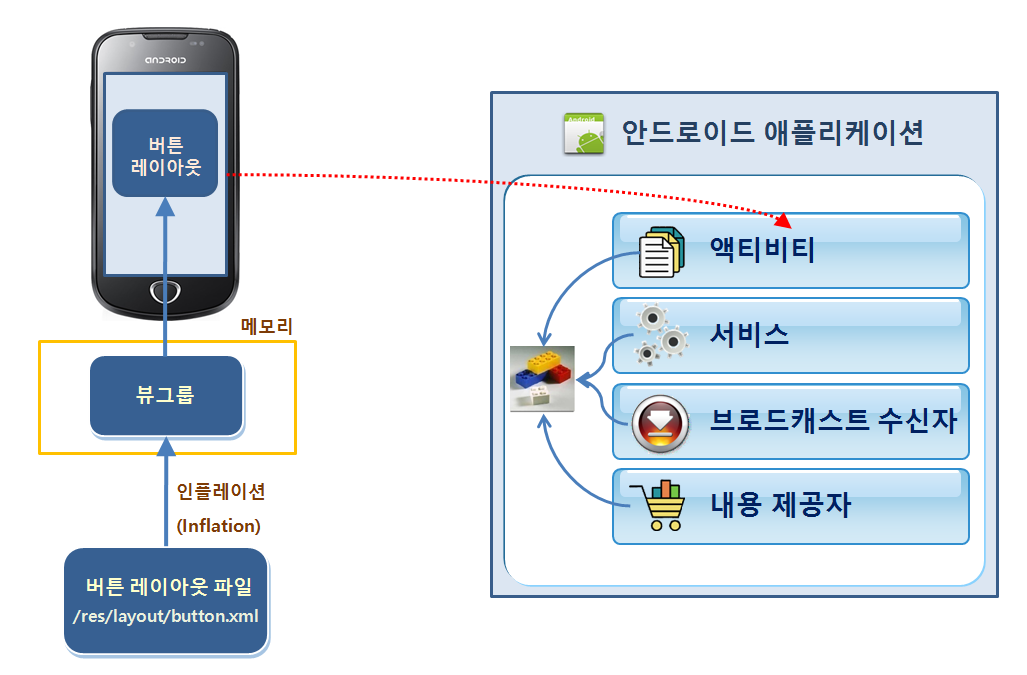 ANDROID
버튼
레이아웃
메모리
뷰그룹
인플레이션
(Inflation)
버튼 레이아웃 파일
/res/layout/button.xml
Android
안드로이드 애플리케이션
액티비티
서비스
브로드캐스트 수신자
내용 제공자